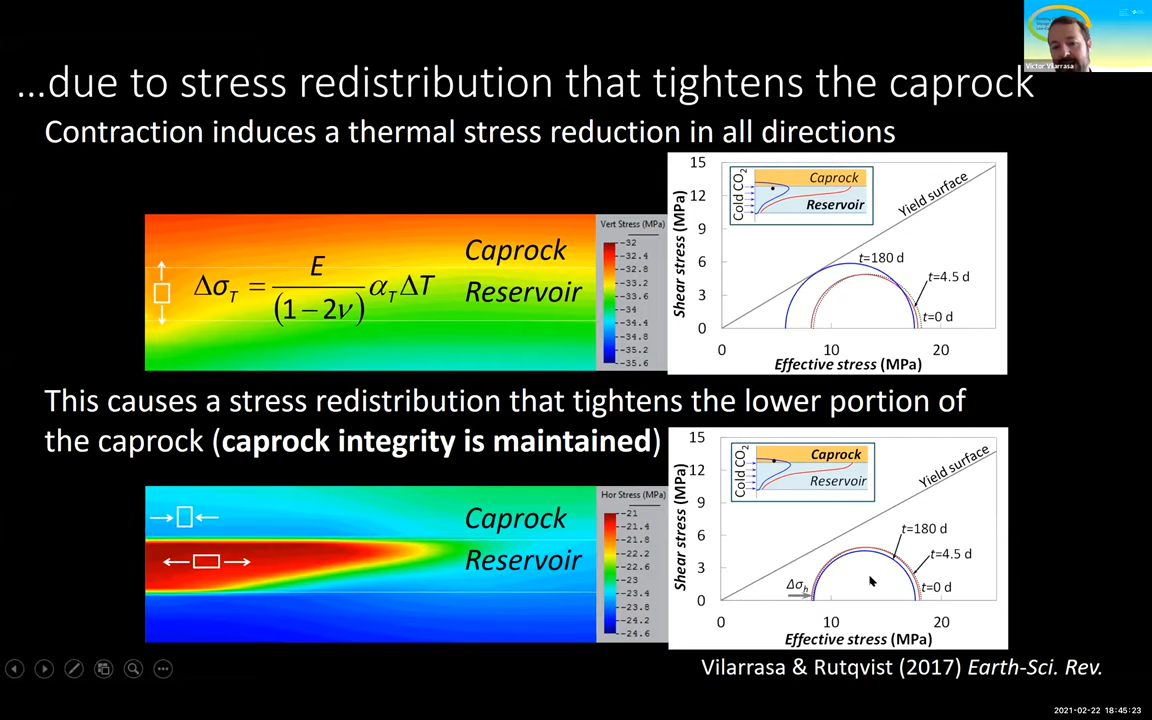 ...due to stress redistribution that tightens the caprock
Victor Vilarrasa
Contraction induces a thermal stress reduction in all directions
Caprock
Reservoir
Δσ_T = E / (1 − 2ν) α_T ΔT
Vert Stress (MPa)
-32
-32.4
-32.8
-33.2
-33.6
-34
-34.4
-34.8
-35.2
-35.6
Shear stress (MPa)
15
12
9
6
3
0
0 10 20
Effective stress (MPa)
Cold CO2
Caprock
Reservoir
Yield surface
t=180 d
t=4.5 d
t=0 d
This causes a stress redistribution that tightens the lower portion of
the caprock (caprock integrity is maintained)
Caprock
Reservoir
Hor Stress (MPa)
-21
-21.4
-21.8
-22.2
-22.6
-23
-23.4
-23.8
-24.2
-24.6
Shear stress (MPa)
15
12
9
6
3
0
0 10 20
Effective stress (MPa)
Cold CO2
Caprock
Reservoir
Yield surface
t=180 d
t=4.5 d
t=0 d
Δσ_h
Vilarrasa & Rutqvist (2017) Earth-Sci. Rev.
2021-02-22 18:45:23